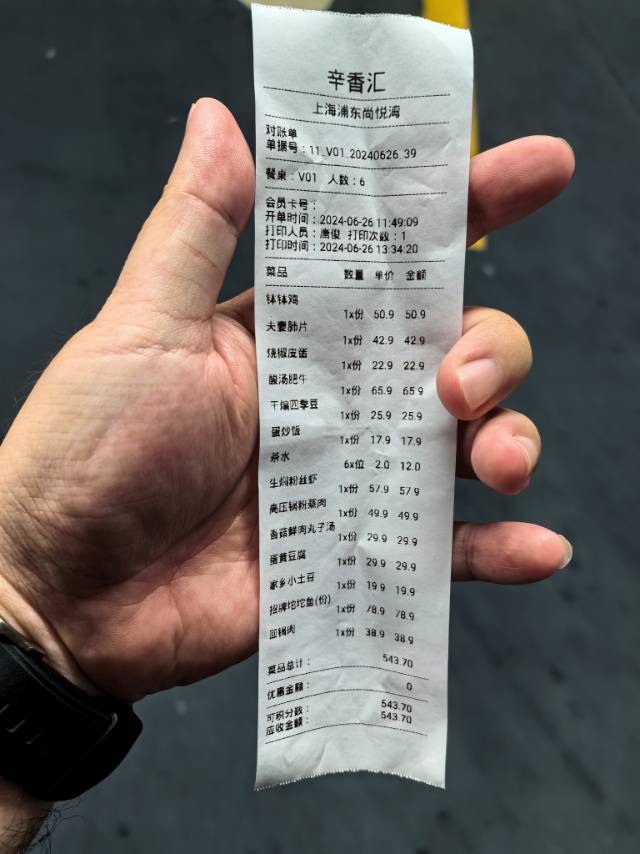 辛香汇
上海浦东尚悦湾
对账单
单据号：11_V01_20240626_39
餐桌：V01 人数：6
会员卡号：
开单时间：2024-06-26 11:49:09
打印人员：唐俊 打印次数：1
打印时间：2024-06-26 13:34:20
菜品 数量 单价 金额
钵钵鸡
1x份 50.9 50.9
夫妻肺片
1x份 42.9 42.9
烧椒皮蛋
1x份 22.9 22.9
酸汤肥牛
1x份 65.9 65.9
干煸四季豆
1x份 25.9 25.9
蛋炒饭
1x份 17.9 17.9
茶水
6x位 2.0 12.0
生焖粉丝虾
1x份 57.9 57.9
高压锅粉蒸肉
1x份 49.9 49.9
香菇鲜肉丸子汤
1x份 29.9 29.9
蛋黄豆腐
1x份 29.9 29.9
家乡小土豆
1x份 19.9 19.9
招牌坨坨鱼(份)
1x份 78.9 78.9
回锅肉
1x份 38.9 38.9
菜品总计： 543.70
优惠金额： 0
可积分数： 543.70
应收金额： 543.70